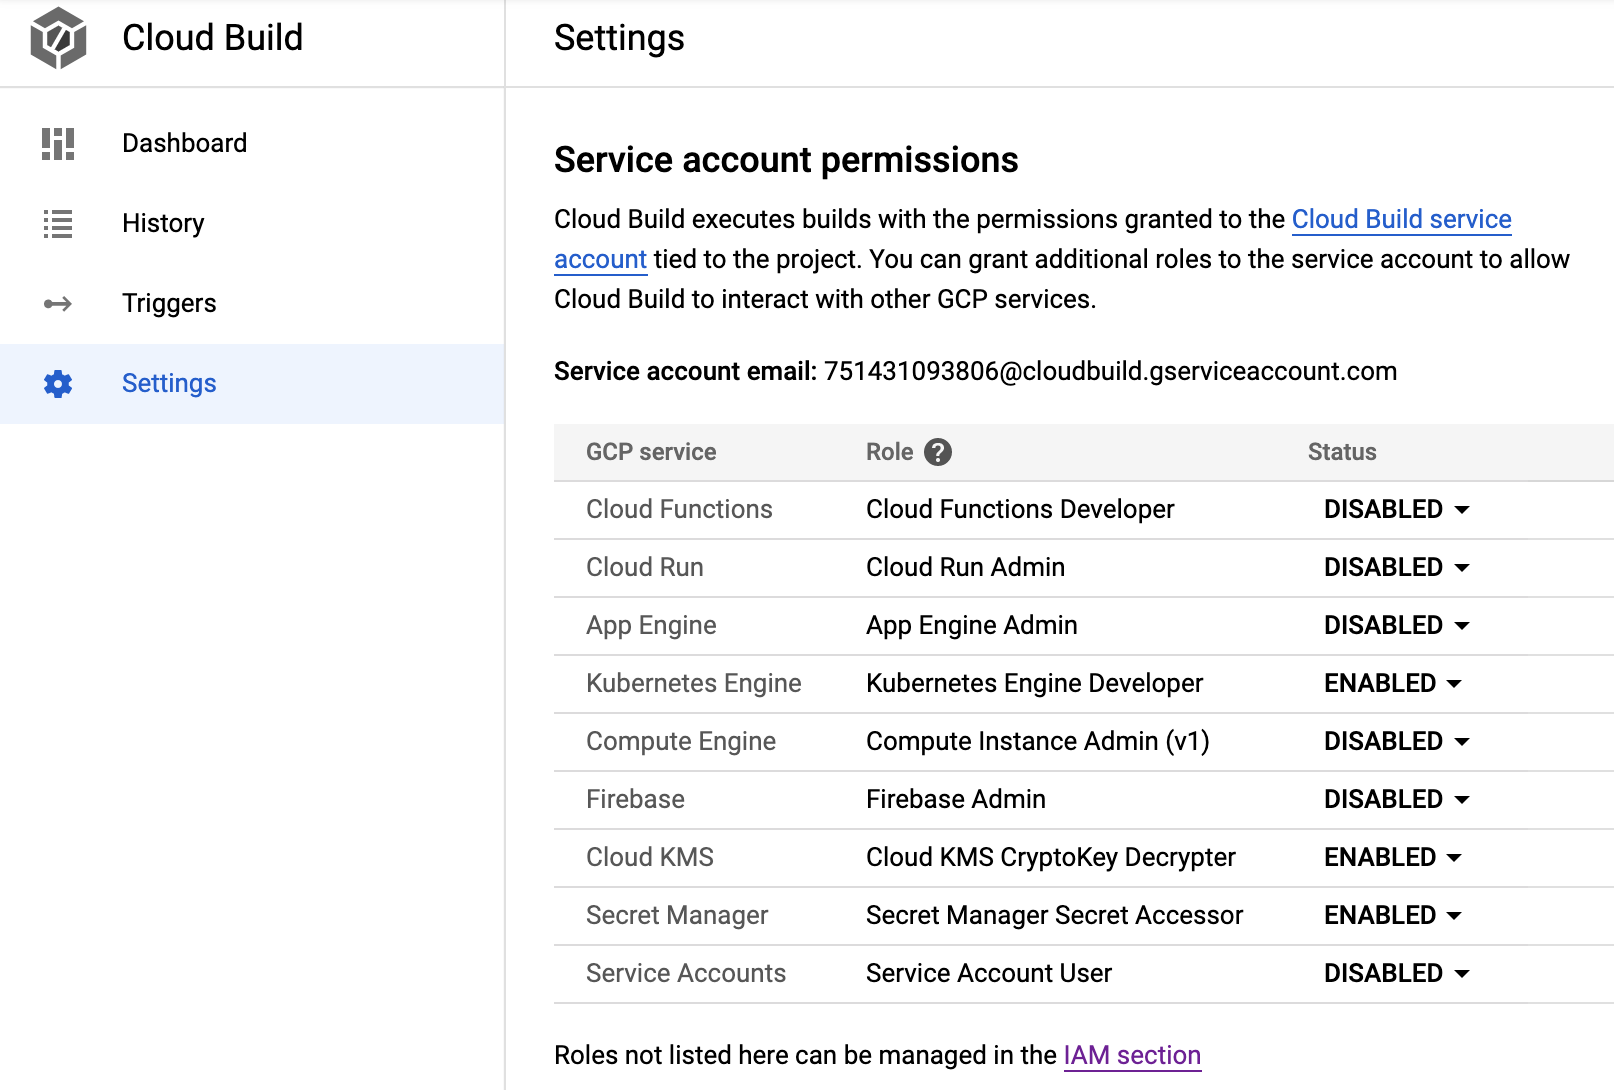 Cloud Build
Settings
Dashboard
History
Triggers
Settings
Service account permissions
Cloud Build executes builds with the permissions granted to the Cloud Build service
account tied to the project. You can grant additional roles to the service account to allow
Cloud Build to interact with other GCP services.
Service account email: 751431093806@cloudbuild.gserviceaccount.com
GCP service Role ? Status
Cloud Functions Cloud Functions Developer DISABLED
Cloud Run Cloud Run Admin DISABLED
App Engine App Engine Admin DISABLED
Kubernetes Engine Kubernetes Engine Developer ENABLED
Compute Engine Compute Instance Admin (v1) DISABLED
Firebase Firebase Admin DISABLED
Cloud KMS Cloud KMS CryptoKey Decrypter ENABLED
Secret Manager Secret Manager Secret Accessor ENABLED
Service Accounts Service Account User DISABLED
Roles not listed here can be managed in the IAM section